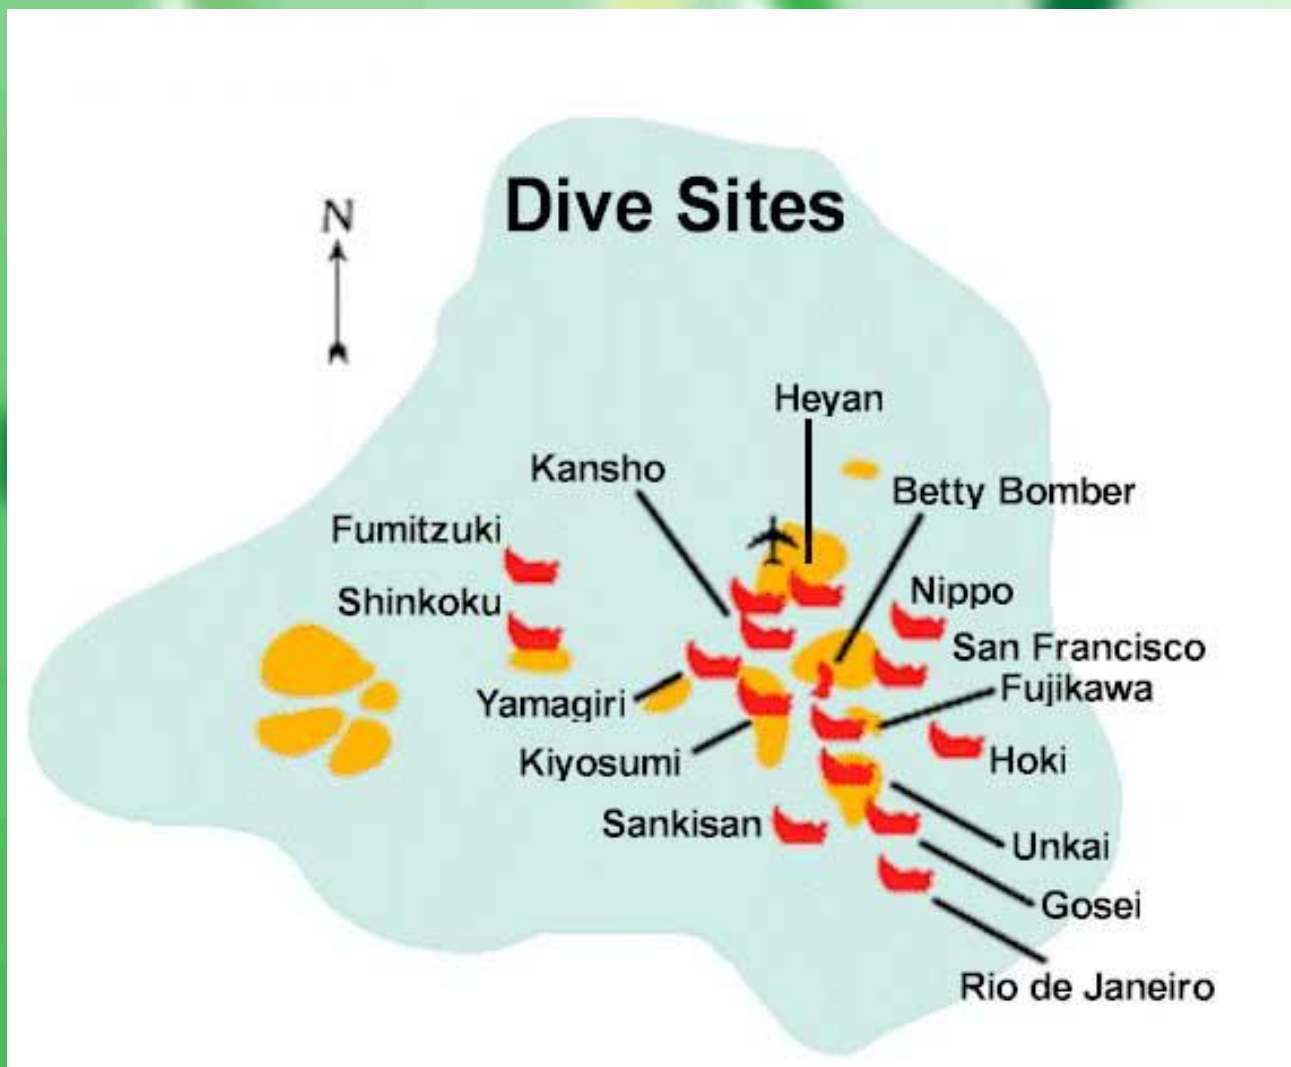 Dive Sites
N
Heyan
Kansho
Betty Bomber
Fumitzuki
Nippo
Shinkoku
San Francisco
Fujikawa
Yamagiri
Kiyosumi
Hoki
Sankisan
Unkai
Gosei
Rio de Janeiro